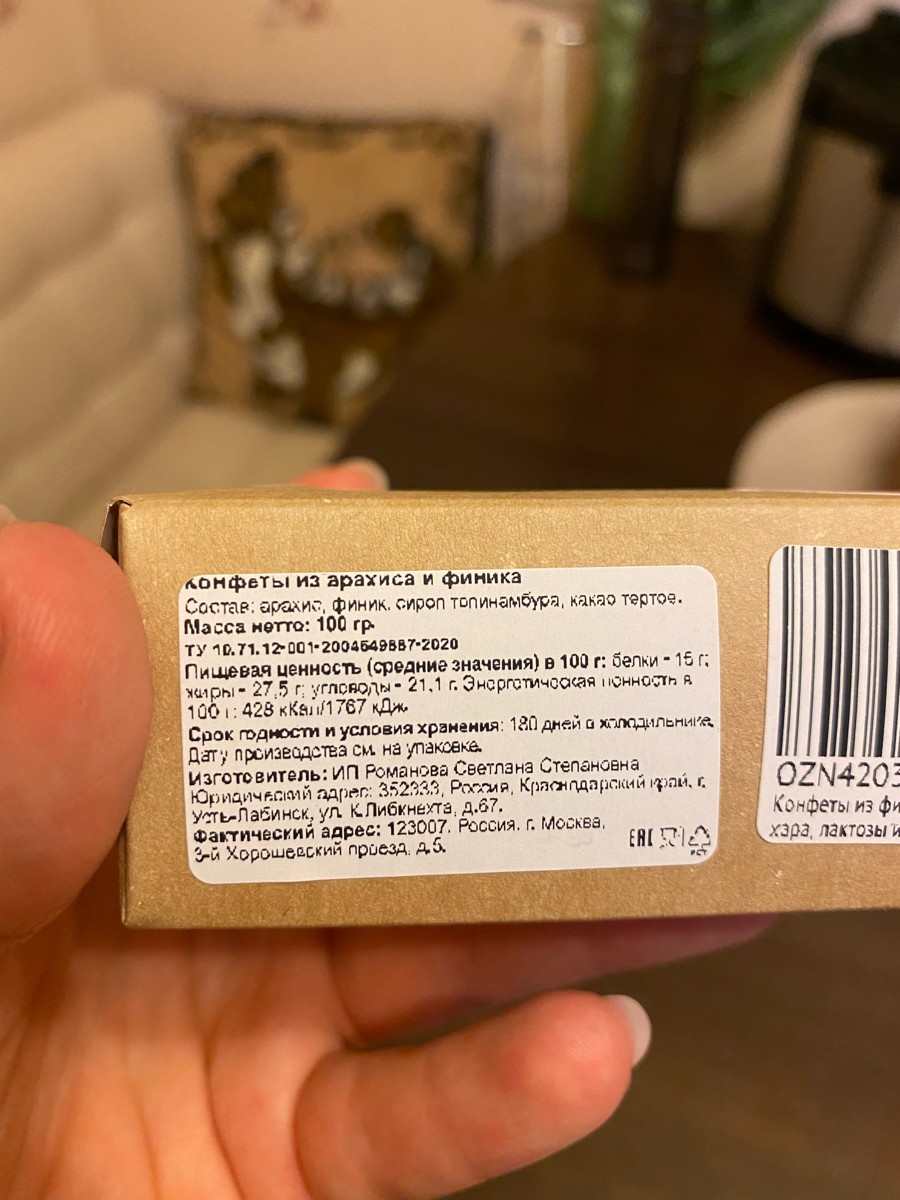 Конфеты из арахиса и финика
Состав: арахис, финик, сироп топинамбура, какао тертое.
Масса нетто: 100 гр.
ТУ 10.71.12-001-2004649887-2020
Пищевая ценность (средние значения) в 100 г: белки - 15 г;
жиры - 27,5 г; углеводы - 21,1 г. Энергетическая ценность в
100 г: 428 кКал/1767 кДж
Срок годности и условия хранения: 180 дней в холодильнике.
Дату производства см. на упаковке.
Изготовитель: ИП Романова Светлана Степановна
Юридический адрес: 352333, Россия, Краснодарский край, г.
Усть-Лабинск, ул. К.Либкнехта, д.67.
Фактический адрес: 123007, Россия, г. Москва,
3-й Хорошевский проезд, д.5.
EAC
OZN4203
Конфеты из фи
хара, лактозы и